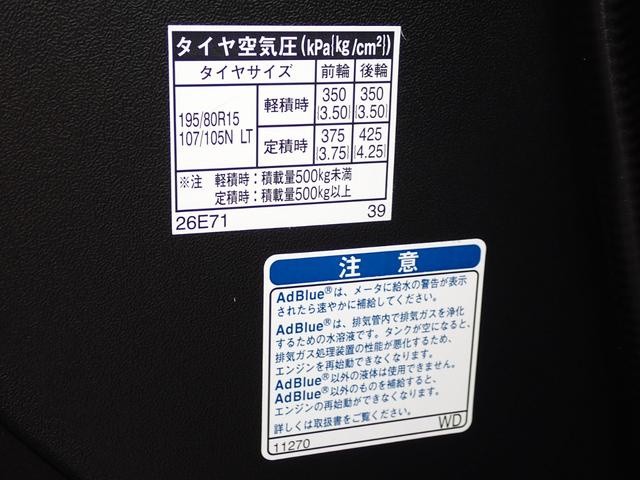 タイヤ空気圧(kPa{kg/cm²})
タイヤサイズ 前輪 後輪
195/80R15 107/105N LT 軽積時 350 {3.50} 350 {3.50}
定積時 375 {3.75} 425 {4.25}
※注 軽積時:積載量500kg未満
定積時:積載量500kg以上
26E71 39
注 意
AdBlue®は、メータに給水の警告が表示
されたら速やかに補給してください。
AdBlue®は、排気管内で排気ガスを浄化
するための水溶液です。タンクが空になると、
排気ガス処理装置の性能が悪化するため、
エンジンを再始動できなくなります。
AdBlue®以外の液体は使用できません。
AdBlue®以外のものを補給すると、
エンジンの再始動ができなくなります。
詳しくは取扱書をご覧ください。
11270 WD